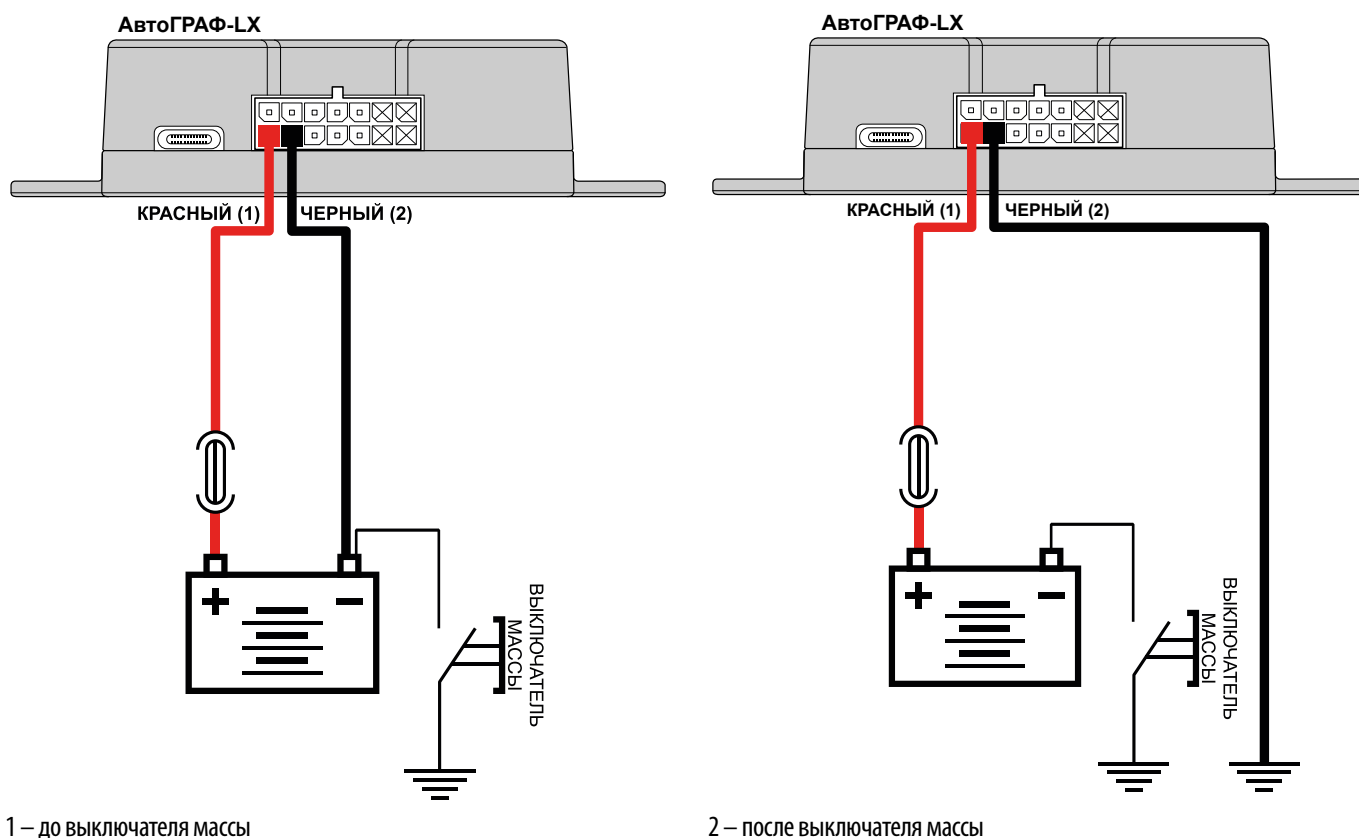 АвтоГРАФ-LX
КРАСНЫЙ (1)
ЧЕРНЫЙ (2)
+
−
ВЫКЛЮЧАТЕЛЬ
МАССЫ
1 – до выключателя массы
АвтоГРАФ-LX
КРАСНЫЙ (1)
ЧЕРНЫЙ (2)
+
−
ВЫКЛЮЧАТЕЛЬ
МАССЫ
2 – после выключателя массы